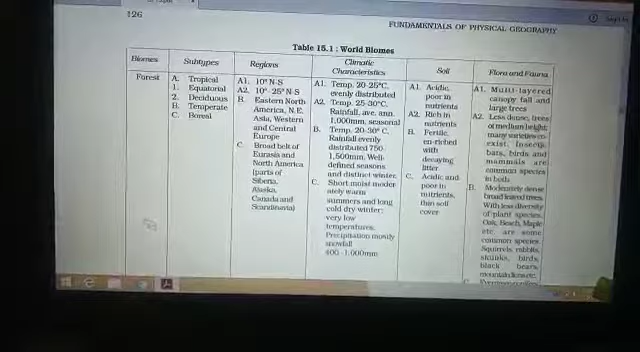 126
FUNDAMENTALS OF PHYSICAL GEOGRAPHY
Table 15.1 : World Biomes
Biomes
Subtypes
Regions
Climatic
Characteristics
Soil
Flora and Fauna
Forest
A. Tropical
1. Equatorial
2. Deciduous
B. Temperate
C. Boreal
A1. 10° N-S
A2. 10°-25° N-S
B. Eastern North
America, N.E.
Asia, Western
and Central
Europe
C. Broad belt of
Eurasia and
North America
(parts of
Siberia,
Alaska,
Canada and
Scandinavia)
A1. Temp. 20-25°C,
evenly distributed
A2. Temp. 25-30°C,
Rainfall, ave. ann.
1,000mm, seasonal
B. Temp. 20-30° C,
Rainfall evenly
distributed 750-
1,500mm, Well-
defined seasons
and distinct winter.
C. Short moist moder
ately warm
summers and long
cold dry winter;
very low
temperatures.
Precipitation mostly
snowfall
400 -1,000mm
A1. Acidic,
poor in
nutrients
A2. Rich in
nutrients
B. Fertile,
en-riched
with
decaying
litter
C. Acidic and
poor in
nutrients,
thin soil
cover
A1. Multi-layered
canopy tall and
large trees
A2. Less dense, trees
of medium height;
many varieties co-
exist. Insects,
bats, birds and
mammals are
common species
in both
B. Moderately dense
broad leaved trees.
With less diversity
of plant species.
Oak, Beach, Maple
etc. are some
common species.
Squirrels, rabbits,
skunks, birds,
black bears,
mountain lions etc.
C. Evergreen conifers